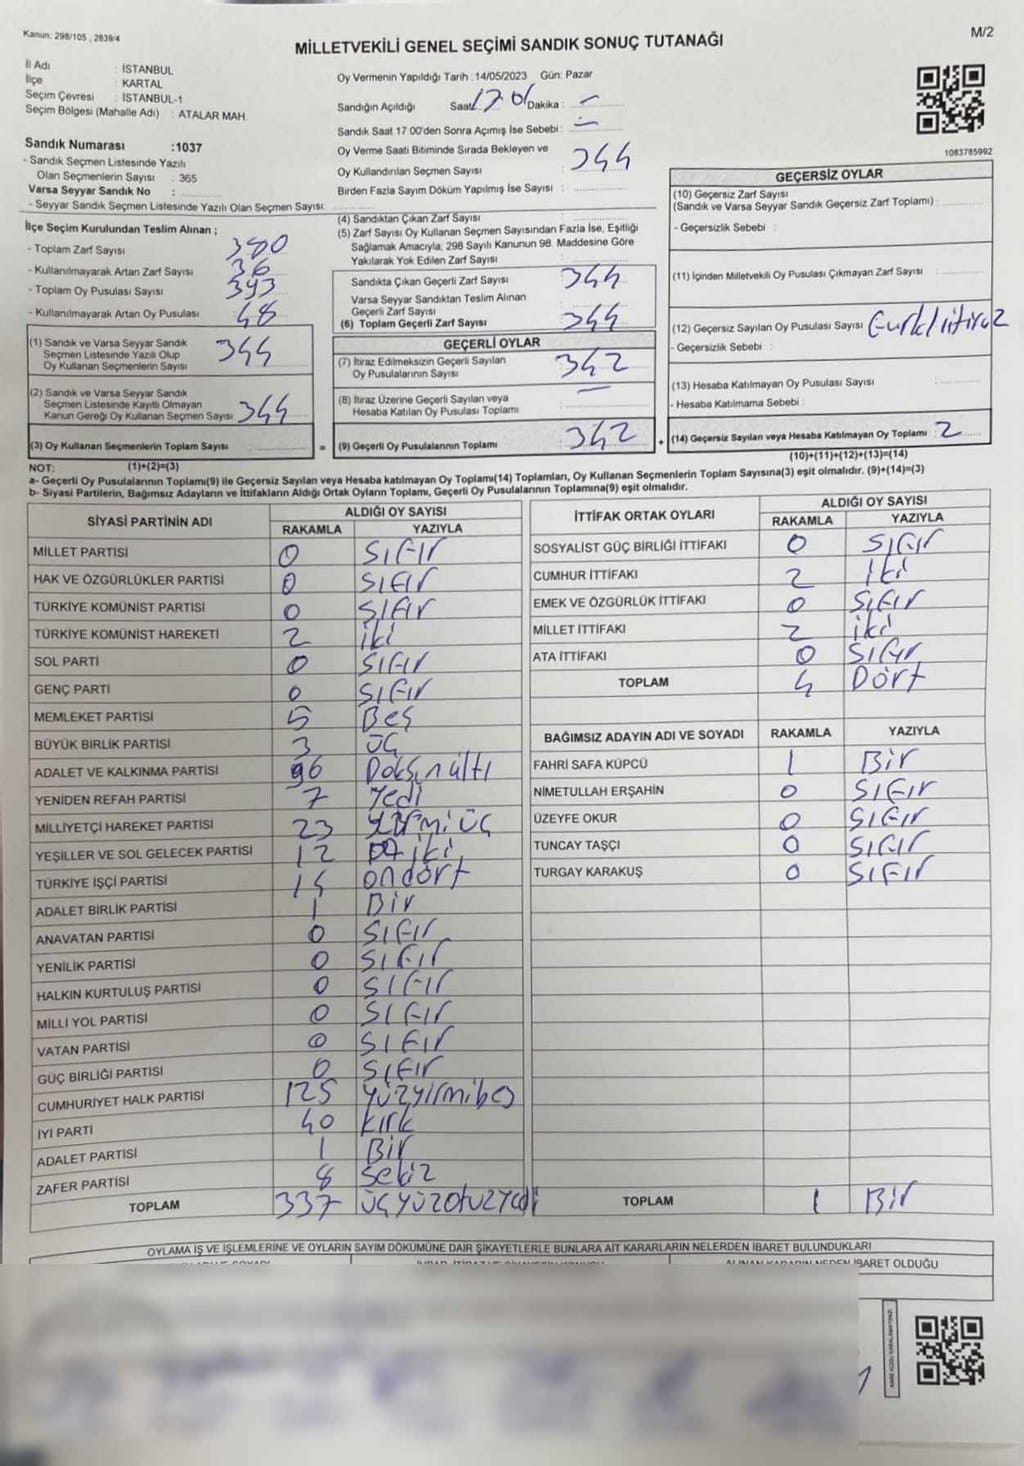 Kanun: 298/105 , 2839/4
M/2
MİLLETVEKİLİ GENEL SEÇİMİ SANDIK SONUÇ TUTANAĞI
İl Adı : İSTANBUL
İlçe : KARTAL
Seçim Çevresi : İSTANBUL-1
Seçim Bölgesi (Mahalle Adı) : ATALAR MAH.
Oy Vermenin Yapıldığı Tarih :14/05/2023 Gün: Pazar
Sandığın Açıldığı Saat 17 01 Dakika : -
Sandık Saat 17.00'den Sonra Açımış İse Sebebi :
Oy Verme Saati Bitiminde Sırada Bekleyen ve
Oy Kullandırılan Seçmen Sayısı : 344
Birden Fazla Sayım Döküm Yapılmış İse Sayısı :
1083785992
Sandık Numarası :1037
- Sandık Seçmen Listesinde Yazılı
Olan Seçmenlerin Sayısı : 365
Varsa Seyyar Sandık No :
- Seyyar Sandık Seçmen Listesinde Yazılı Olan Seçmen Sayısı:
İlçe Seçim Kurulundan Teslim Alınan ;
- Toplam Zarf Sayısı 380
- Kullanılmayarak Artan Zarf Sayısı 36
- Toplam Oy Pusulası Sayısı 393
- Kullanılmayarak Artan Oy Pusulası 48
(1) Sandık ve Varsa Seyyar Sandık
Seçmen Listesinde Yazılı Olup
Oy Kullanan Seçmenlerin Sayısı 344
(2) Sandık ve Varsa Seyyar Sandık
Seçmen Listesinde Kayıtlı Olmayan
Kanun Gereği Oy Kullanan Seçmen Sayısı 344
(3) Oy Kullanan Seçmenlerin Toplam Sayısı =
(4) Sandıktan Çıkan Zarf Sayısı :
(5) Zarf Sayısı Oy Kullanan Seçmen Sayısından Fazla İse, Eşitliği
Sağlamak Amacıyla, 298 Sayılı Kanunun 98. Maddesine Göre
Yakılarak Yok Edilen Zarf Sayısı :
Sandıkta Çıkan Geçerli Zarf Sayısı 344
Varsa Seyyar Sandıktan Teslim Alınan
Geçerli Zarf Sayısı :
(6) Toplam Geçerli Zarf Sayısı 344
GEÇERLİ OYLAR
(7) İtiraz Edilmeksizin Geçerli Sayılan
Oy Pusulalarının Sayısı : 342
(8) İtiraz Üzerine Geçerli Sayılan veya
Hesaba Katılan Oy Pusulası Toplamı : -
(9) Geçerli Oy Pusulalarının Toplamı : 342 +
GEÇERSİZ OYLAR
(10) Geçersiz Zarf Sayısı
(Sandık ve Varsa Seyyar Sandık Geçersiz Zarf Toplamı) :
- Geçersizlik Sebebi :
(11) İçinden Milletvekili Oy Pusulası Çıkmayan Zarf Sayısı :
(12) Geçersiz Sayılan Oy Pusulası Sayısı :
- Geçersizlik Sebebi :
(13) Hesaba Katılmayan Oy Pusulası Sayısı :
- Hesaba Katılmama Sebebi :
(14) Geçersiz Sayılan veya Hesaba Katılmayan Oy Toplamı : 2
(10)+(11)+(12)+(13)=(14)
NOT: (1)+(2)=(3)
a- Geçerli Oy Pusulalarının Toplamı(9) ile Geçersiz Sayılan veya Hesaba katılmayan Oy Toplamı(14) Toplamları, Oy Kullanan Seçmenlerin Toplam Sayısına(3) eşit olmalıdır. (9)+(14)=(3)
b- Siyasi Partilerin, Bağımsız Adayların ve İttifakların Aldığı Ortak Oyların Toplamı, Geçerli Oy Pusulalarının Toplamına(9) eşit olmalıdır.
SİYASİ PARTİNİN ADI ALDIĞI OY SAYISI
RAKAMLA YAZIYLA
MİLLET PARTİSİ 0 SIFIR
HAK VE ÖZGÜRLÜKLER PARTİSİ 0 SIFIR
TÜRKİYE KOMÜNİST PARTİSİ 0 SIFIR
TÜRKİYE KOMÜNİST HAREKETİ 2 iki
SOL PARTİ 0 SIFIR
GENÇ PARTİ 0 SIFIR
MEMLEKET PARTİSİ 5 Beş
BÜYÜK BİRLİK PARTİSİ 3 üç
ADALET VE KALKINMA PARTİSİ 96 Doksanaltı
YENİDEN REFAH PARTİSİ 7 Yedi
MİLLİYETÇİ HAREKET PARTİSİ 23 Yirmi üç
YEŞİLLER VE SOL GELECEK PARTİSİ 12 on iki
TÜRKİYE İŞÇİ PARTİSİ 14 ondört
ADALET BİRLİK PARTİSİ 1 Bir
ANAVATAN PARTİSİ 0 SIFIR
YENİLİK PARTİSİ 0 SIFIR
HALKIN KURTULUŞ PARTİSİ 0 SIFIR
MİLLİ YOL PARTİSİ 0 SIFIR
VATAN PARTİSİ 0 SIFIR
GÜÇ BİRLİĞİ PARTİSİ 0 SIFIR
CUMHURİYET HALK PARTİSİ 125 yüzyirmibeş
İYİ PARTİ 40 kırk
ADALET PARTİSİ 1 Bir
ZAFER PARTİSİ 8 sekiz
TOPLAM 337 üçyüzotuzyedi
İTTİFAK ORTAK OYLARI ALDIĞI OY SAYISI
RAKAMLA YAZIYLA
SOSYALİST GÜÇ BİRLİĞİ İTTİFAKI 0 SIFIR
CUMHUR İTTİFAKI 2 iki
EMEK VE ÖZGÜRLÜK İTTİFAKI 0 SIFIR
MİLLET İTTİFAKI 2 iki
ATA İTTİFAKI 0 SIFIR
TOPLAM 4 Dört
BAĞIMSIZ ADAYIN ADI VE SOYADI RAKAMLA YAZIYLA
FAHRİ SAFA KÜPCÜ 1 Bir
NİMETULLAH ERŞAHİN 0 SIFIR
ÜZEYFE OKUR 0 SIFIR
TUNCAY TAŞÇI 0 SIFIR
TURGAY KARAKUŞ 0 SIFIR
TOPLAM 1 Bir
OYLAMA İŞ VE İŞLEMLERİNE VE OYLARIN SAYIM DÖKÜMÜNE DAİR ŞİKAYETLERLE BUNLARA AİT KARARLARIN NELERDEN İBARET BULUNDUKLARI
ALINAN KARARIN NEDEN İBARET OLDUĞU